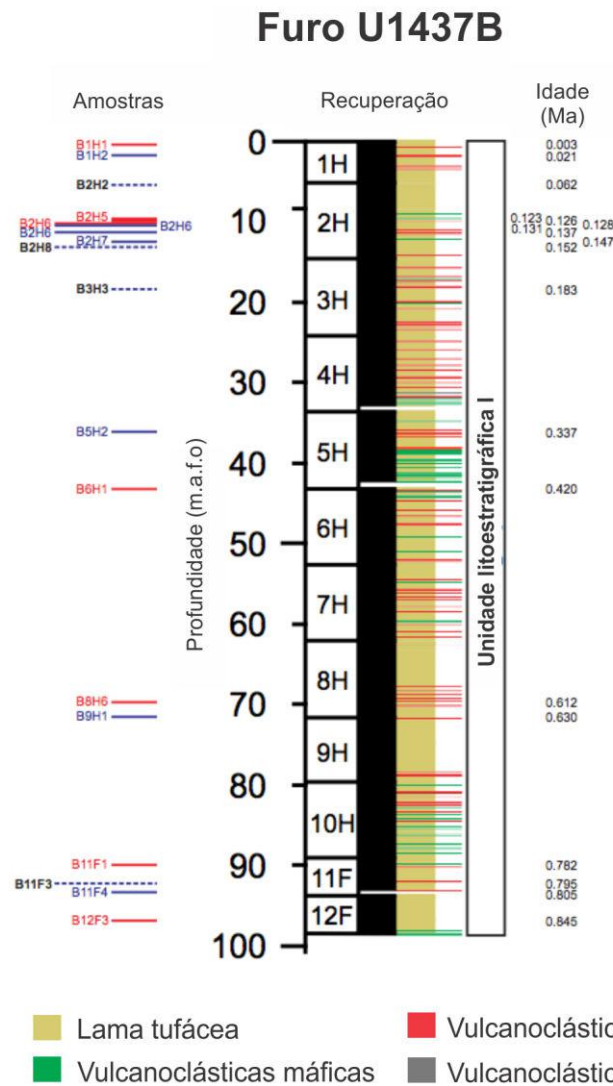 Furo U1437B
Amostras
Recuperação
Idade
(Ma)
B1H1
B1H2
B2H2
B2H5
B2H6
B2H6
B2H6
B2H7
B2H8
B3H3
B5H2
B6H1
B8H6
B9H1
B11F1
B11F3
B11F4
B12F3
Profundidade (m.a.f.o)
0
10
20
30
40
50
60
70
80
90
100
1H
2H
3H
4H
5H
6H
7H
8H
9H
10H
11F
12F
Unidade litoestratigráfica I
0.003
0.021
0.062
0.123 0.126 0.128
0.131 0.137
0.147
0.152
0.183
0.337
0.420
0.612
0.630
0.782
0.795
0.805
0.845
Lama tufácea
Vulcanoclástic
Vulcanoclásticas máficas
Vulcanoclástic